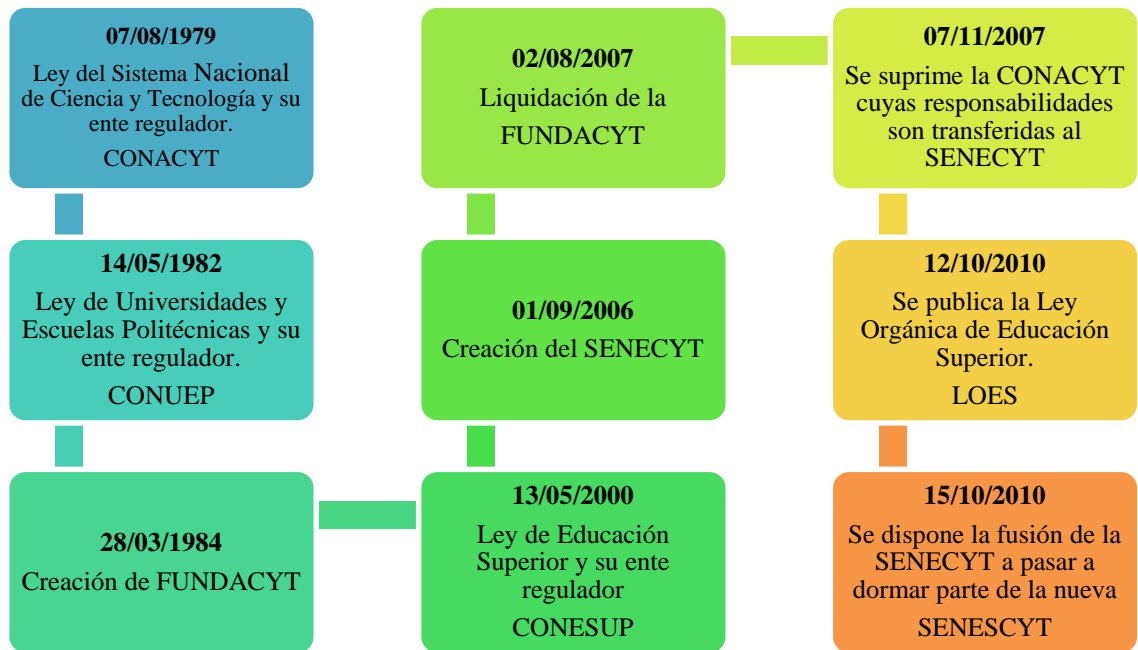 07/08/1979
Ley del Sistema Nacional
de Ciencia y Tecnología y su
ente regulador.
CONACYT
14/05/1982
Ley de Universidades y
Escuelas Politécnicas y su
ente regulador.
CONUEP
28/03/1984
Creación de FUNDACYT
13/05/2000
Ley de Educación
Superior y su ente
regulador
CONESUP
01/09/2006
Creación del SENECYT
02/08/2007
Liquidación de la
FUNDACYT
07/11/2007
Se suprime la CONACYT
cuyas responsabilidades
son transferidas al
SENECYT
12/10/2010
Se publica la Ley
Orgánica de Educación
Superior.
LOES
15/10/2010
Se dispone la fusión de la
SENECYT a pasar a
dormar parte de la nueva
SENESCYT